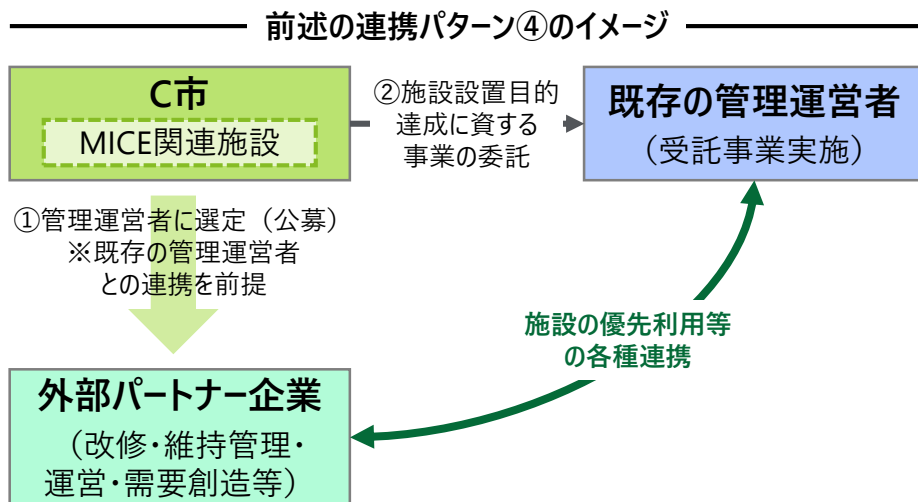 前述の連携パターン④のイメージ
C市
MICE関連施設
②施設設置目的
達成に資する
事業の委託
既存の管理運営者
（受託事業実施）
①管理運営者に選定（公募）
※既存の管理運営者
との連携を前提
施設の優先利用等
の各種連携
外部パートナー企業
（改修・維持管理・
運営・需要創造等）